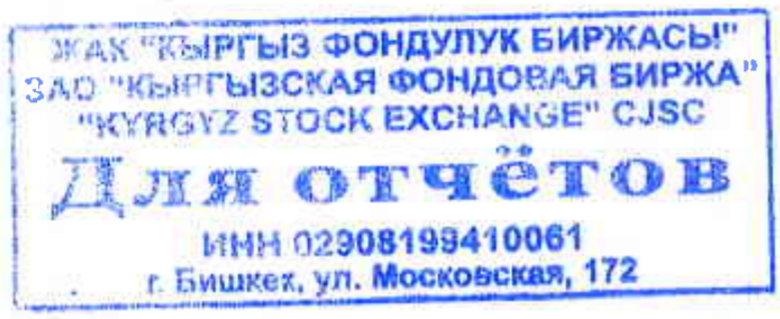 ЖАК "КЫРГЫЗ ФОНДУЛУК БИРЖАСЫ"
ЗАО "КЫРГЫЗСКАЯ ФОНДОВАЯ БИРЖА"
"KYRGYZ STOCK EXCHANGE" CJSC
Для отчётов
ИНН 02908199410061
г. Бишкек, ул. Московская, 172